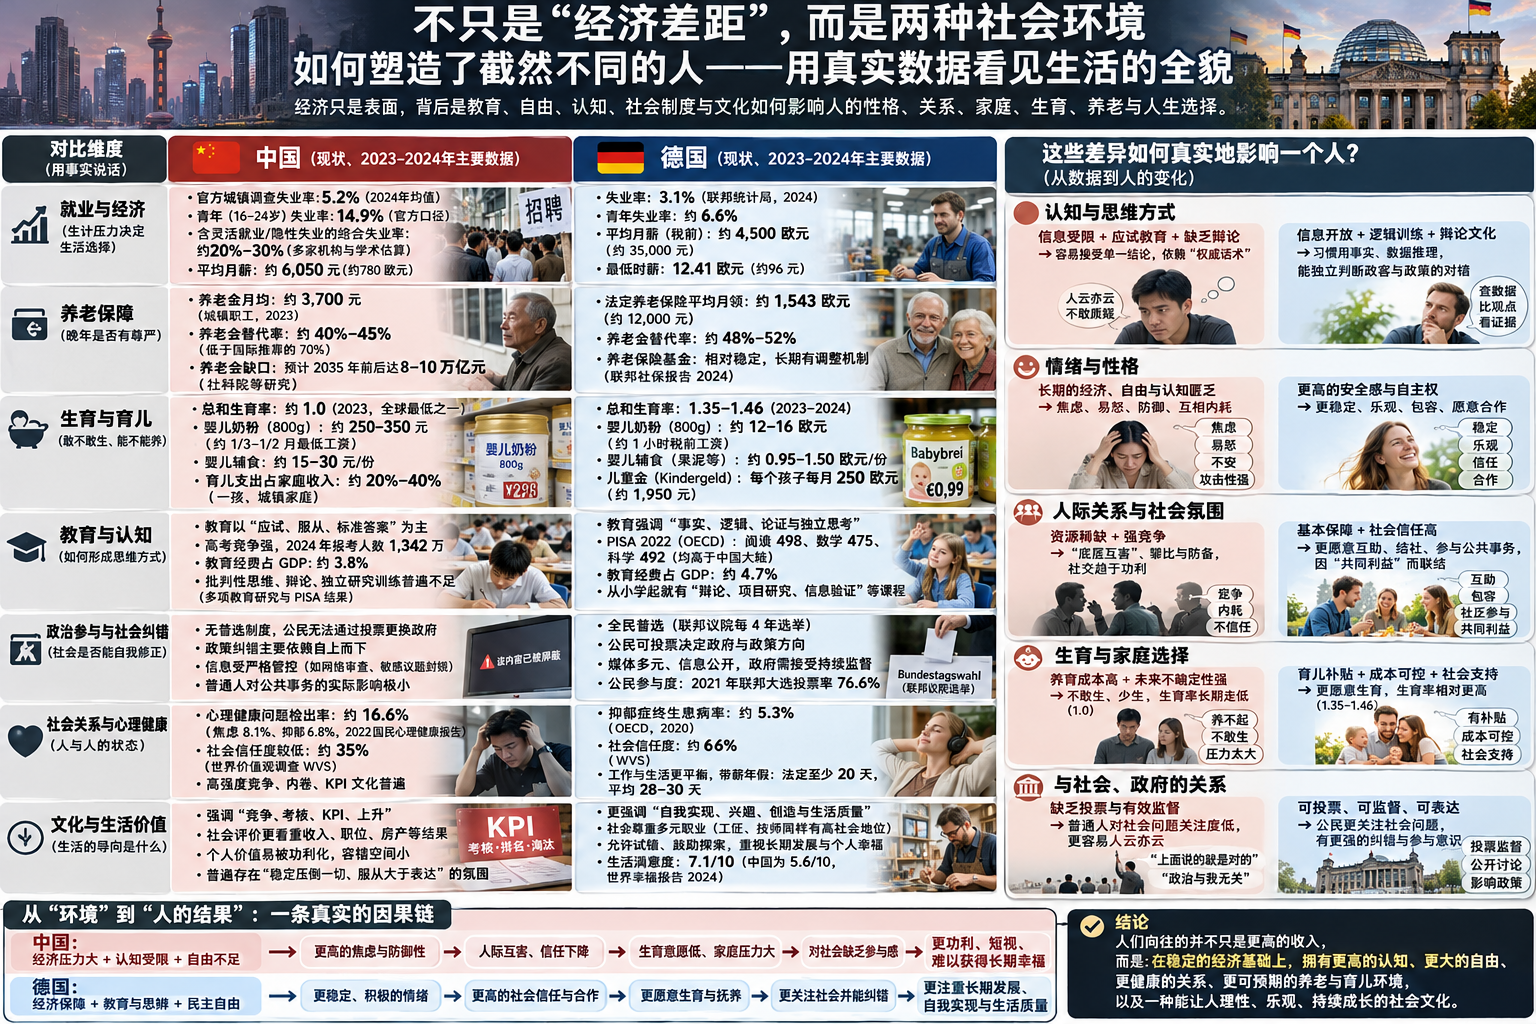 不只是“经济差距”，而是两种社会环境
如何塑造了截然不同的人——用真实数据看见生活的全貌
经济只是表面，背后是教育、自由、认知、社会制度与文化如何影响人的性格、关系、家庭、生育、养老与人生选择。
对比维度
（用事实说话）
中国（现状、2023–2024年主要数据）
德国（现状、2023–2024年主要数据）
就业与经济
（生计压力决定
生活选择）
• 官方城镇调查失业率：5.2%（2024年均值）
• 青年（16–24岁）失业率：14.9%（官方口径）
• 含灵活就业/隐性失业的综合失业率：
约20%–30%（多家机构与学术估算）
• 平均月薪：约 6,050 元（约780 欧元）
招聘
• 失业率：3.1%（联邦统计局，2024）
• 青年失业率：约 6.6%
• 平均月薪（税前）：约 4,500 欧元
（约 35,000 元）
• 最低时薪：12.41 欧元（约96 元）
养老保障
（晚年是否有尊严）
• 养老金月均：约 3,700 元
（城镇职工，2023）
• 养老会替代率：约 40%–45%
（低于国际推荐的 70%）
• 养老会缺口：预计 2035 年前后达8–10 万亿元
（社科院等研究）
• 法定养老保险平均月领：约 1,543 欧元
（约 12,000 元）
• 养老会替代率：约 48%–52%
• 养老保险基金：相对稳定，长期有调整机制
（联邦社保报告 2024）
生育与育儿
（敢不敢生、能不能养）
• 总和生育率：约 1.0（2023，全球最低之一）
• 婴儿奶粉（800g）：约 250–350 元
（约 1/3–1/2 月最低工资）
• 婴儿辅食：约 15–30 元/份
• 育儿支出占家庭收入：约 20%–40%
（一孩，城镇家庭）
婴儿奶粉
800g
• 总和生育率：1.35–1.46（2023–2024）
• 婴儿奶粉（800g）：约 12–16 欧元
（约 1 小时税前工资）
• 婴儿辅食（果泥等）：约 0.95–1.50 欧元/份
• 儿童金（Kindergeld）：每个孩子每月 250 欧元
（约 1,950 元）
Babybrei
€0,99
教育与认知
（如何形成思维方式）
• 教育以“应试、服从、标准答案”为主
• 高考竞争强，2024 年报考人数 1,342 万
• 教育经费占 GDP：约 3.8%
• 批判性思维、辩论、独立研究训练普遍不足
（多项教育研究与 PISA 结果）
• 教育强调“事实、逻辑、论证与独立思考”
• PISA 2022（OECD）：阅读 498、数学 475、
科学 492（均高于中国大陆）
• 教育经费占 GDP：约 4.7%
• 从小学起就有“辩论、项目研究、信息验证”等课程
政治参与与社会纠错
（社会是否能自我修正）
• 无普选制度，公民无法通过投票更换政府
• 政策纠错主要依赖自上而下
• 信息受严格管控（如网络审查、敏感议题封锁）
• 普通人对公共事务的实际影响极小
• 全民普选（联邦议院每 4 年选举）
• 公民可投票决定政府与政策方向
• 媒体多元、信息公开，政府需接受持续监督
• 公民参与度：2021 年联邦大选投票率 76.6%
Bundestagswahl
（联邦议院选举）
社会关系与心理健康
（人与人的状态）
• 心理健康问题检出率：约 16.6%
（焦虑 8.1%、抑郁 6.8%，2022国民心理健康报告）
• 社会信任度较低：约 35%
（世界价值观调查 WVS）
• 高强度竞争、内卷、KPI 文化普遍
• 抑郁症终生患病率：约 5.3%
（OECD，2020）
• 社会信任度：约 66%
（WVS）
• 工作与生活更平衡，带薪年假：法定至少 20 天，
平均 28–30 天
文化与生活价值
（生活的导向是什么）
• 强调“竞争、考核、KPI、上升”
• 社会评价更看重收入、职位、房产等结果
• 个人价值易被功利化，容错空间小
• 普遍存在“稳定压倒一切、服从大于表达”的氛围
KPI
考核·排名·淘汰
• 更强调“自我实现、兴趣、创造与生活质量”
• 社会尊重多元职业（工匠、技师同样有高社会地位）
• 允许试错、鼓励探索，重视长期发展与个人幸福
• 生活满意度：7.1/10（中国为 5.6/10，
世界幸福报告 2024）
这些差异如何真实地影响一个人？
（从数据到人的变化）
认知与思维方式
信息受限 + 应试教育 + 缺乏辩论
→ 容易接受单一结论，依赖“权威话术”
人云亦云
不敢质疑
信息开放 + 逻辑训练 + 辩论文化
→ 习惯用事实、数据推理，
能独立判断政客与政策的对错
查数据
比观点
看证据
情绪与性格
长期的经济、自由与认知匮乏
→ 焦虑、易怒、防御、互相内耗
焦虑
易怒
不安
攻击性强
更高的安全感与自主权
→ 更稳定、乐观、包容、愿意合作
稳定
乐观
信任
合作
人际关系与社会氛围
资源稀缺 + 强竞争
→ “底层互害”、攀比与防备，
社交趋于功利
竞争
内耗
不信任
基本保障 + 社会信任高
→ 更愿意互助、结社、参与公共事务，
因“共同利益”而联结
互助
包容
社区参与
共同利益
生育与家庭选择
养育成本高 + 未来不确定性强
→ 不敢生、少生，生育率长期走低
（1.0）
养不起
不敢生
压力太大
育儿补贴 + 成本可控 + 社会支持
→ 更愿意生育，生育率相对更高
（1.35–1.46）
有补贴
成本可控
社会支持
与社会、政府的关系
缺乏投票与有效监督
→ 普通人对社会问题关注度低，
更容易人云亦云
“上面说的就是对的”
“政治与我无关”
可投票、可监督、可表达
→ 公民更关注社会问题，
有更强的纠错与参与意识
投票监督
公开讨论
影响政策
从“环境”到“人的结果”：一条真实的因果链
中国：
经济压力大 + 认知受限 + 自由不足
→ 更高的焦虑与防御性 → 人际互害、信任下降 → 生育意愿低、家庭压力大 → 对社会缺乏参与感 → 更功利、短视、
难以获得长期幸福
德国：
经济保障 + 教育与思辨 + 民主自由
→ 更稳定、积极的情绪 → 更高的社会信任与合作 → 更愿意生育与抚养 → 更关注社会并能纠错 → 更注重长期发展、
自我实现与生活质量
结论
人们向往的并不只是更高的收入，
而是：在稳定的经济基础上，拥有更高的认知、更大的自由、
更健康的关系、更可预期的养老与育儿环境，
以及一种能让人理性、乐观、持续成长的社会文化。